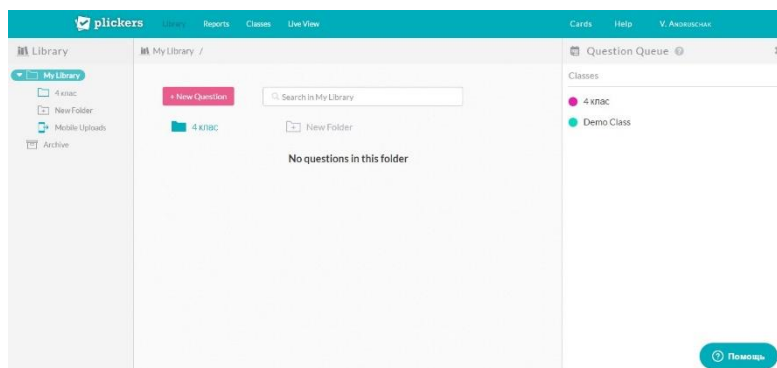 plickers Library Reports Classes Live View Cards Help V. Andruschak
Library
My Library /
Question Queue
My Library
4 клас
New Folder
Mobile Uploads
Archive
+ New Question
Search in My Library
4 клас
New Folder
No questions in this folder
Classes
4 клас
Demo Class
Помощь